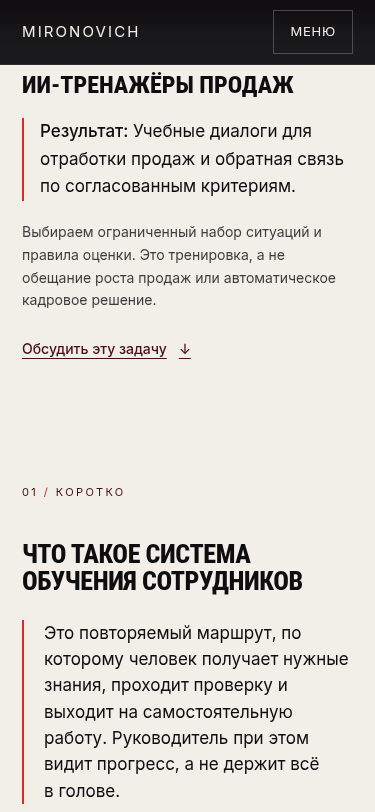 MIRONOVICH
МЕНЮ
ИИ-ТРЕНАЖЁРЫ ПРОДАЖ
Результат: Учебные диалоги для
отработки продаж и обратная связь
по согласованным критериям.
Выбираем ограниченный набор ситуаций и
правила оценки. Это тренировка, а не
обещание роста продаж или автоматическое
кадровое решение.
Обсудить эту задачу ↓
01 / КОРОТКО
ЧТО ТАКОЕ СИСТЕМА
ОБУЧЕНИЯ СОТРУДНИКОВ
Это повторяемый маршрут, по
которому человек получает нужные
знания, проходит проверку и
выходит на самостоятельную
работу. Руководитель при этом
видит прогресс, а не держит всё
в голове.